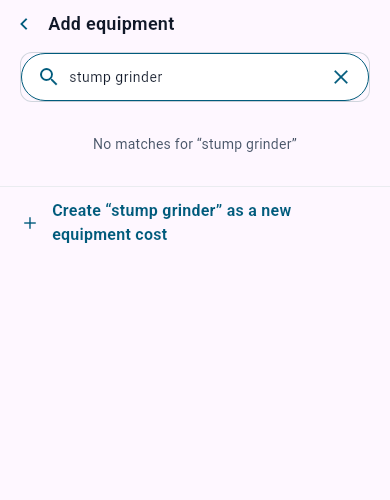 Add equipment
stump grinder
No matches for “stump grinder”
Create “stump grinder” as a new
equipment cost